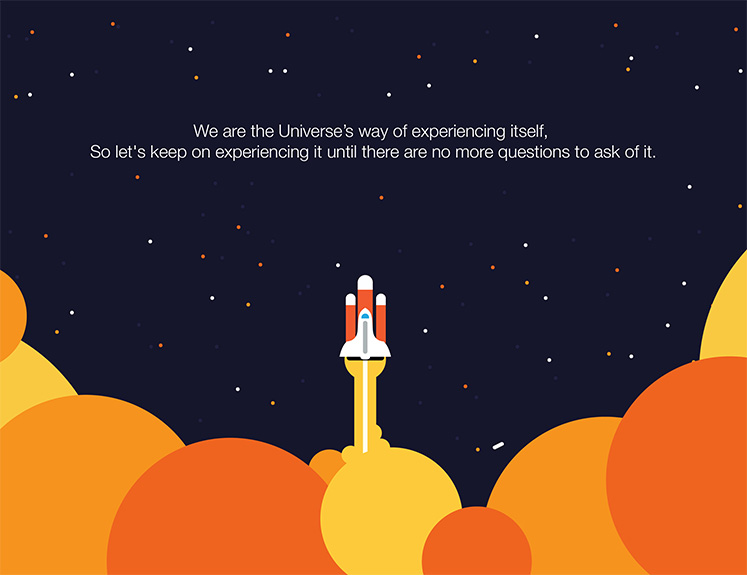 We are the Universe’s way of experiencing itself,
So let's keep on experiencing it until there are no more questions to ask of it.